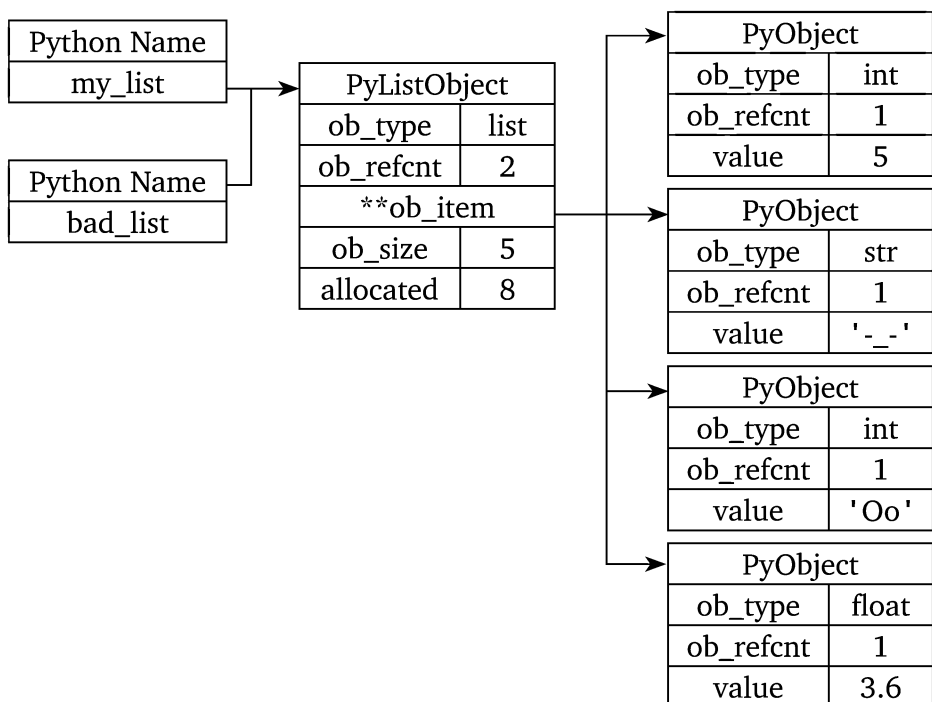 Python Name
my_list
Python Name
bad_list
PyListObject
ob_type list
ob_refcnt 2
**ob_item
ob_size 5
allocated 8
PyObject
ob_type int
ob_refcnt 1
value 5
PyObject
ob_type str
ob_refcnt 1
value '-_-'
PyObject
ob_type int
ob_refcnt 1
value 'Oo'
PyObject
ob_type float
ob_refcnt 1
value 3.6